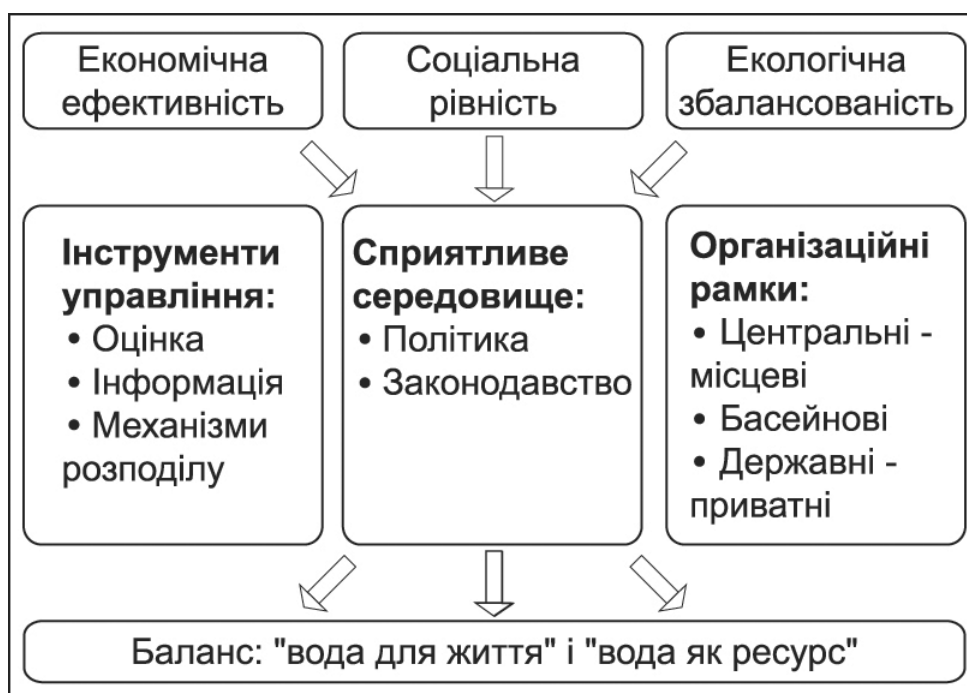 Економічна
ефективність
Соціальна
рівність
Екологічна
збалансованість
Інструменти
управління:
• Оцінка
• Інформація
• Механізми
розподілу
Сприятливе
середовище:
• Політика
• Законодавство
Організаційні
рамки:
• Центральні -
місцеві
• Басейнові
• Державні -
приватні
Баланс: "вода для життя" і "вода як ресурс"